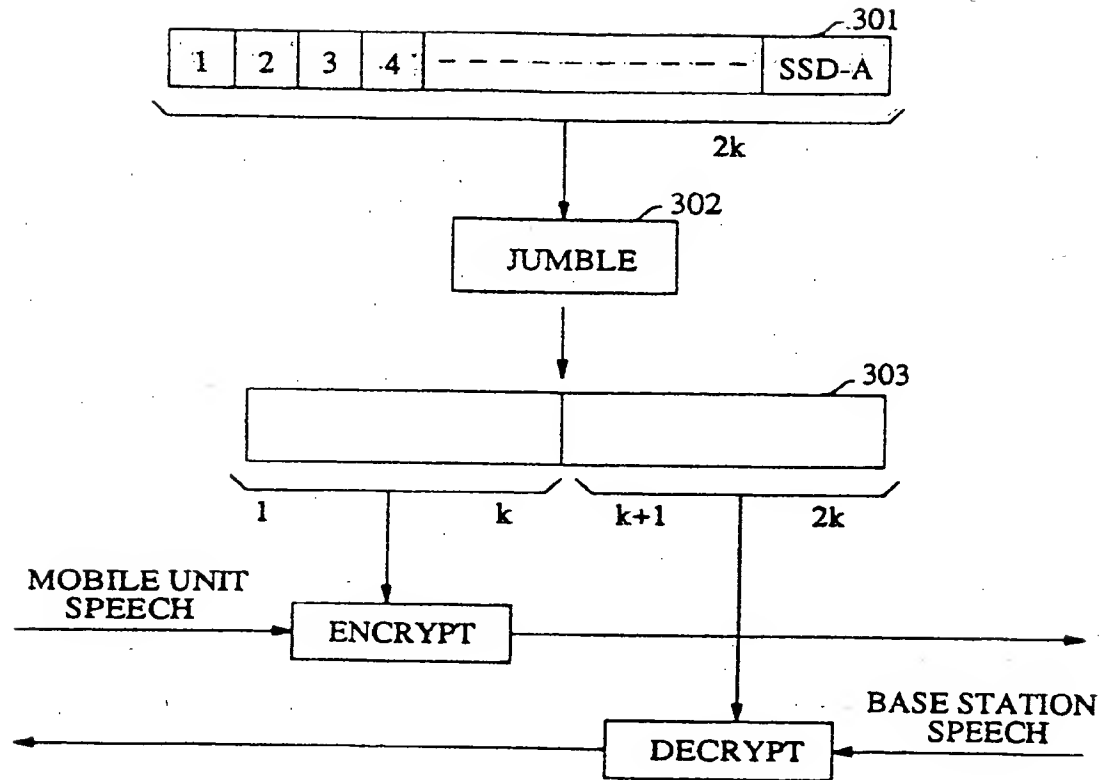 301
1 2 3 4 SSD-A
2k
302
JUMBLE
303
1 k k+1 2k
MOBILE UNIT
SPEECH
ENCRYPT
BASE STATION
SPEECH
DECRYPT